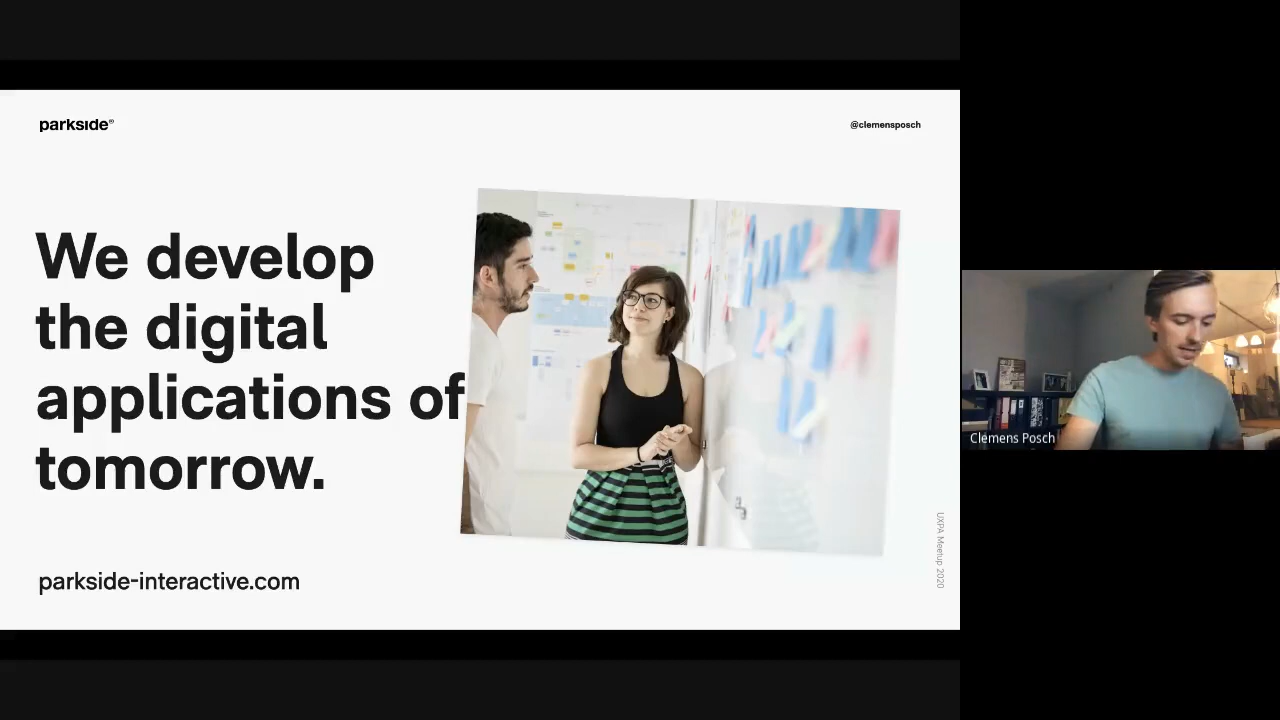 parkside®
@clemensposch
We develop
the digital
applications of
tomorrow.
parkside-interactive.com
UXPA Meetup 2020
Clemens Posch